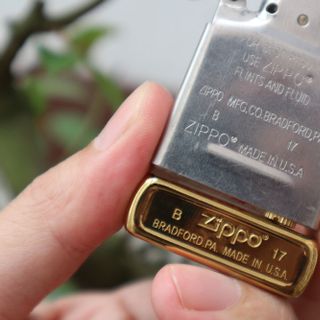 USE ZIPPO®
FLINTS AND FLUID
ZIPPO MFG.CO.BRADFORD,PA.
B 17
ZIPPO® MADE IN U.S.A
B Zippo® 17
BRADFORD,PA. MADE IN U.S.A.